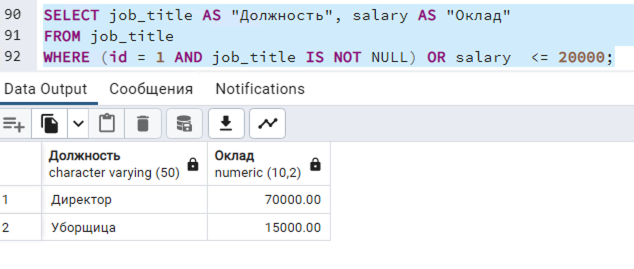 90 SELECT job_title AS "Должность", salary AS "Оклад"
91 FROM job_title
92 WHERE (id = 1 AND job_title IS NOT NULL) OR salary  <= 20000;
Data Output Сообщения Notifications
Должность Оклад
character varying (50) numeric (10,2)
1 Директор 70000.00
2 Уборщица 15000.00